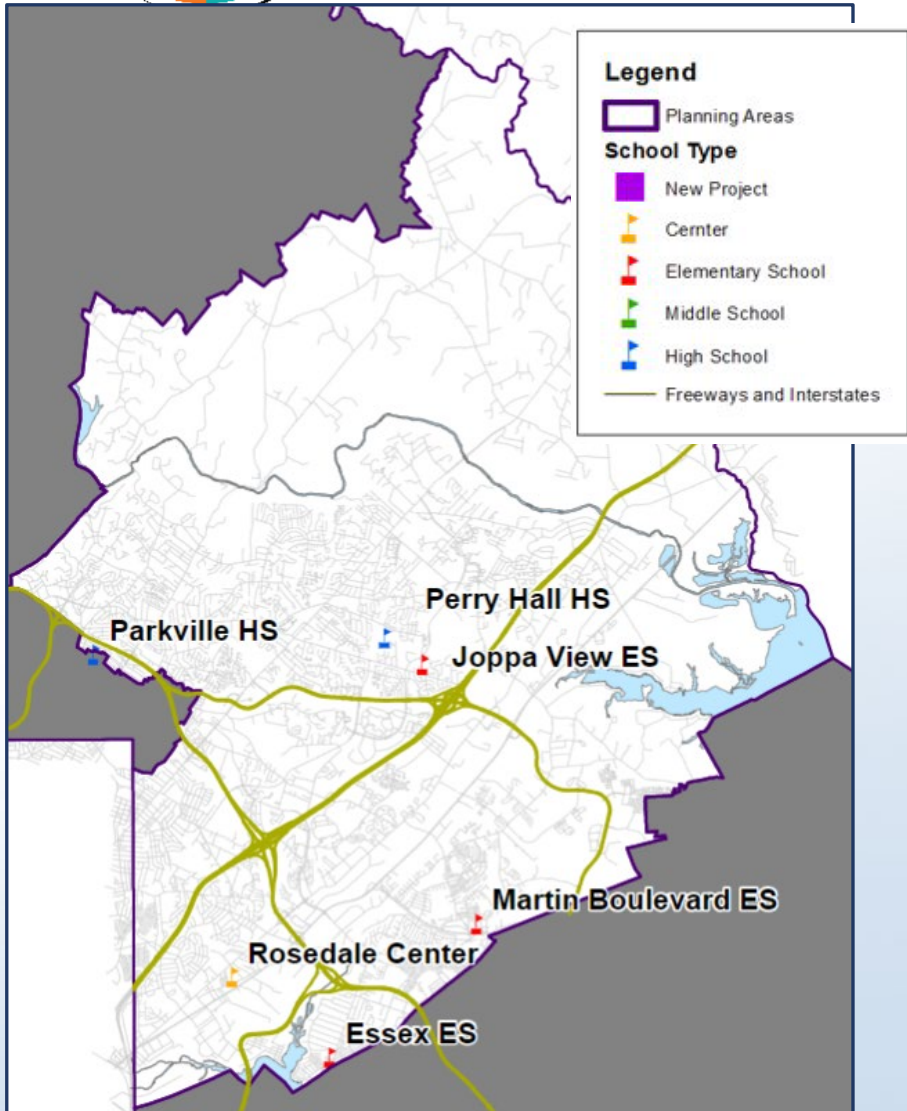 Legend
Planning Areas
School Type
New Project
Cernter
Elementary School
Middle School
High School
Freeways and Interstates
Perry Hall HS
Parkville HS
Joppa View ES
Martin Boulevard ES
Rosedale Center
Essex ES